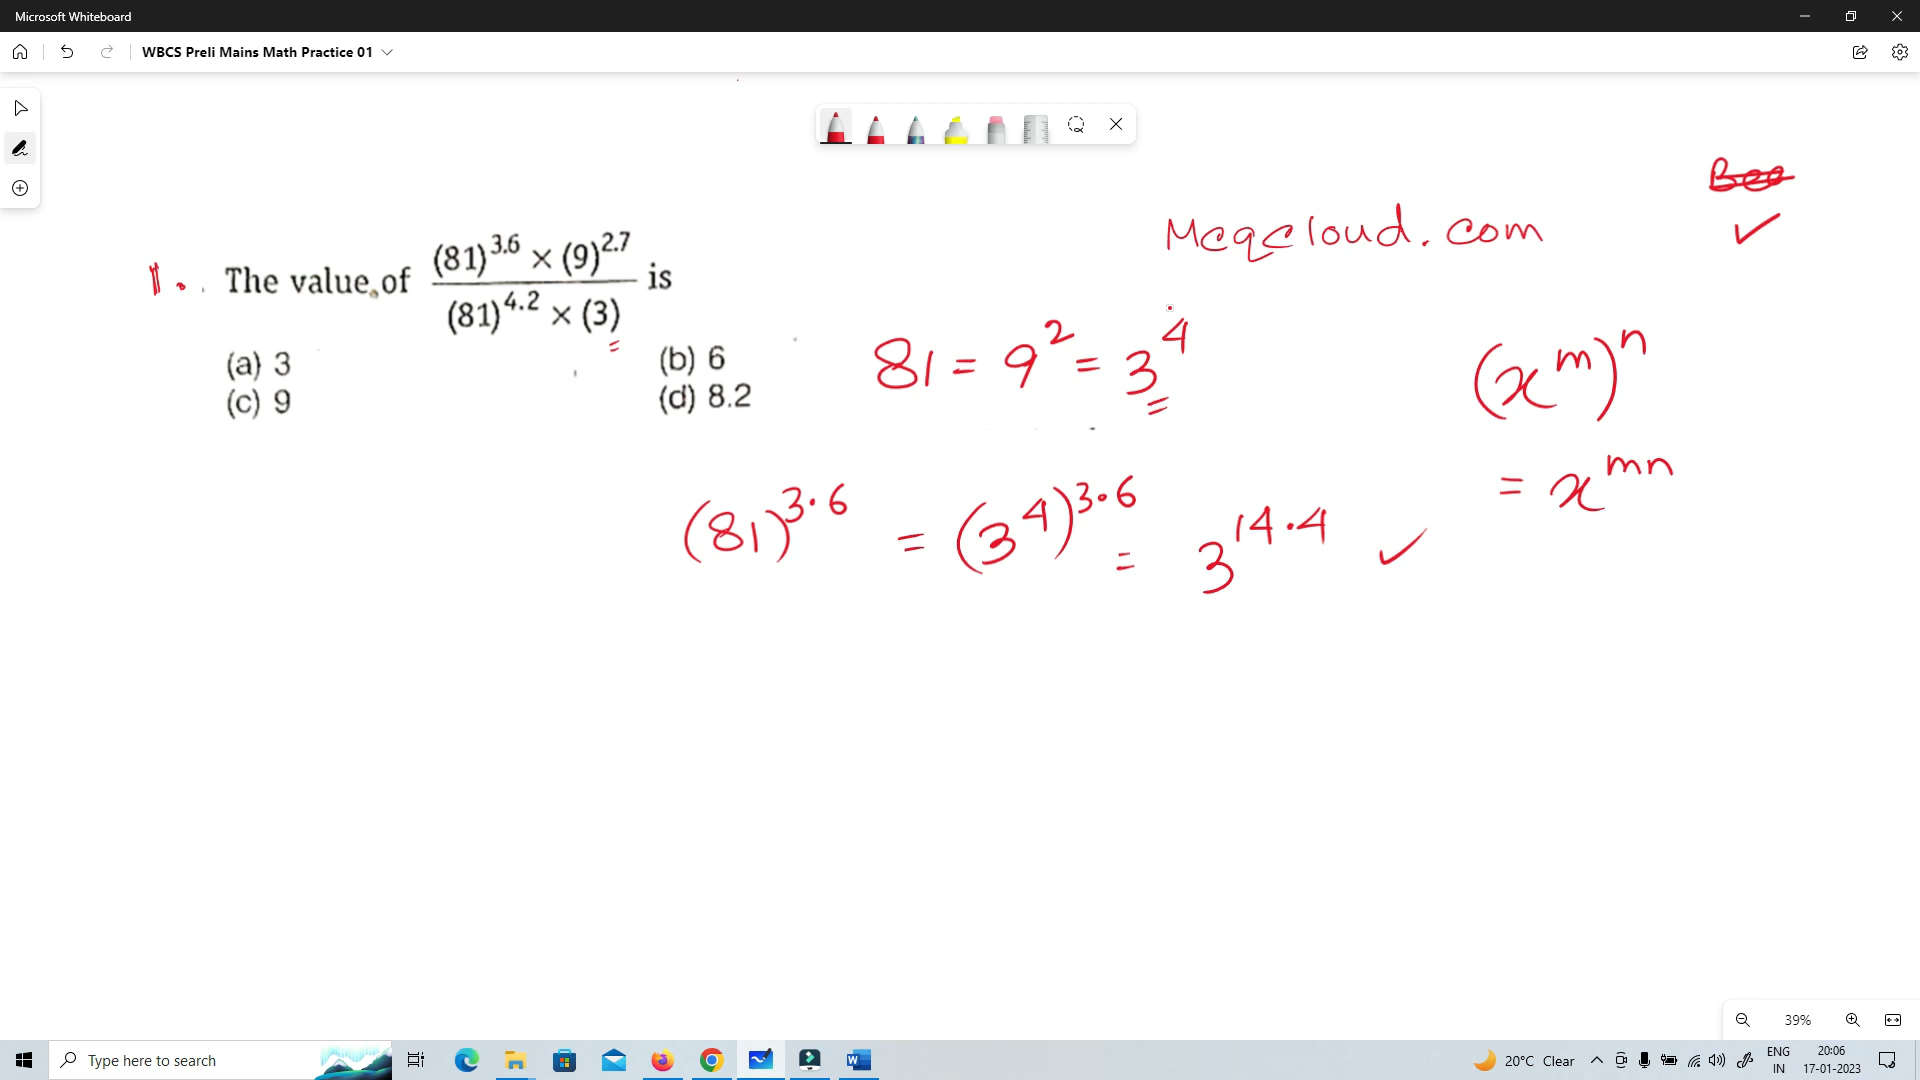 Microsoft Whiteboard
WBCS Preli Mains Math Practice 01
Mcqcloud.com
1. The value of (81)^3.6 × (9)^2.7 / (81)^4.2 × (3) is
(a) 3 (b) 6
(c) 9 (d) 8.2
81 = 9^2 = 3^4
(x^m)^n
= x^mn
(81)^3.6 = (3^4)^3.6 = 3^14.4
39%
Type here to search
20°C Clear
ENG
IN
20:06
17-01-2023